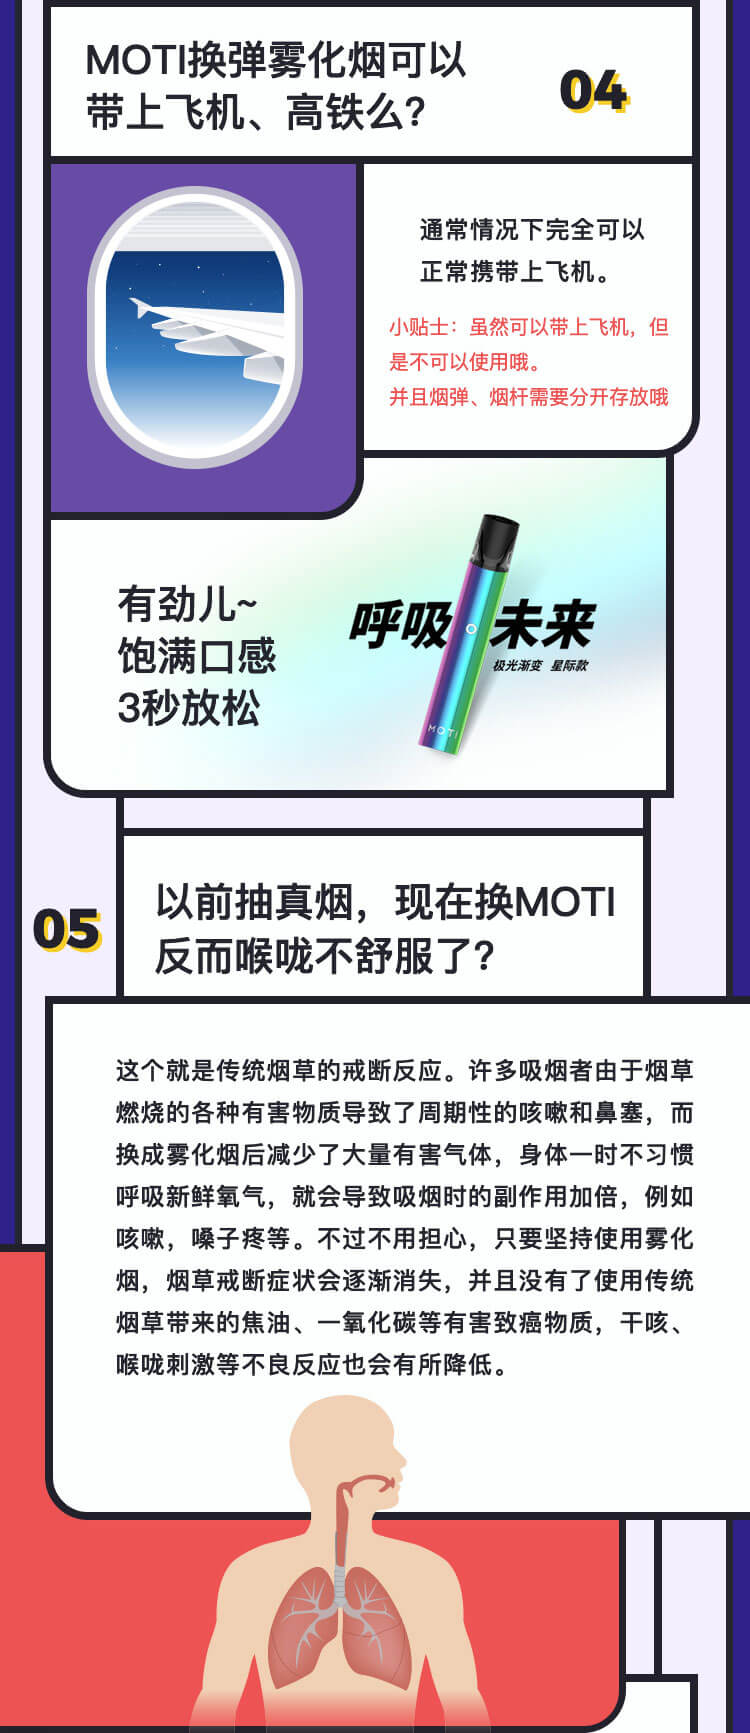 MOTI换弹雾化烟可以
带上飞机、高铁么?
04
通常情况下完全可以
正常携带上飞机。
小贴士：虽然可以带上飞机，但
是不可以使用哦。
并且烟弹、烟杆需要分开存放哦
有劲儿~
饱满口感
3秒放松
呼吸 未来
极光渐变 星际款
MOTI
05
以前抽真烟，现在换MOTI
反而喉咙不舒服了?
这个就是传统烟草的戒断反应。许多吸烟者由于烟草
燃烧的各种有害物质导致了周期性的咳嗽和鼻塞，而
换成雾化烟后减少了大量有害气体，身体一时不习惯
呼吸新鲜氧气，就会导致吸烟时的副作用加倍，例如
咳嗽，嗓子疼等。不过不用担心，只要坚持使用雾化
烟，烟草戒断症状会逐渐消失，并且没有了使用传统
烟草带来的焦油、一氧化碳等有害致癌物质，干咳、
喉咙刺激等不良反应也会有所降低。